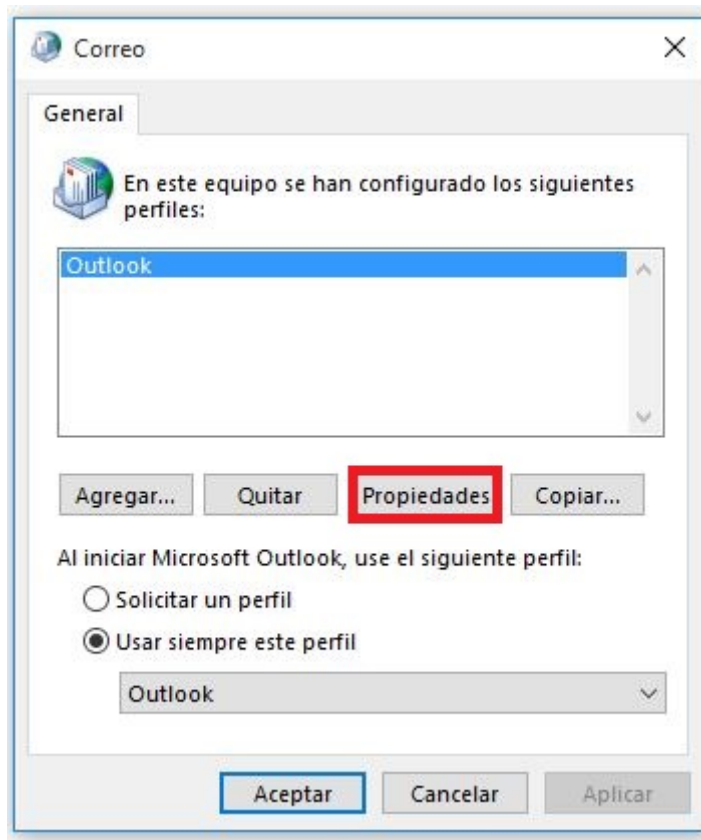 Correo
General
En este equipo se han configurado los siguientes
perfiles:
Outlook
Agregar... Quitar Propiedades Copiar...
Al iniciar Microsoft Outlook, use el siguiente perfil:
Solicitar un perfil
Usar siempre este perfil
Outlook
Aceptar Cancelar Aplicar